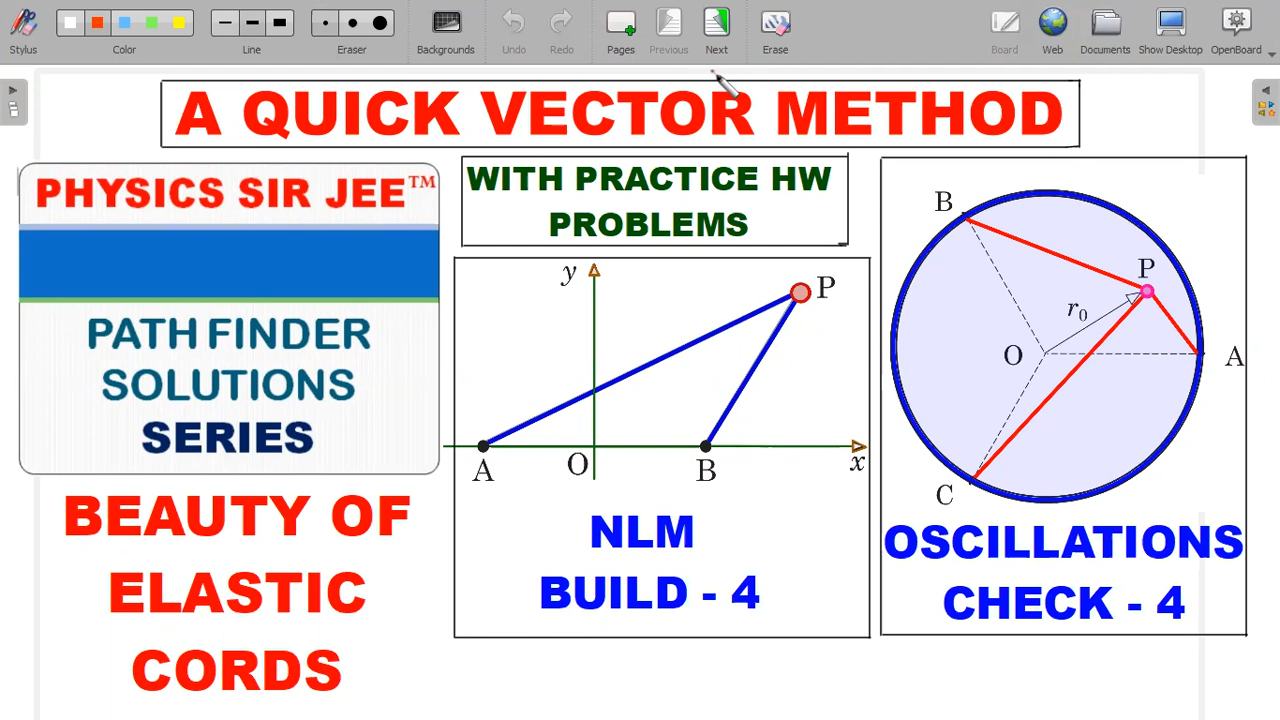 Stylus
Color
Line
Eraser
Backgrounds
Undo
Redo
Pages
Previous
Next
Erase
Board
Web
Documents
Show Desktop
OpenBoard
A QUICK VECTOR METHOD
PHYSICS SIR JEE™
PATH FINDER
SOLUTIONS
SERIES
BEAUTY OF
ELASTIC
CORDS
WITH PRACTICE HW
PROBLEMS
y
P
A
O
B
x
NLM
BUILD - 4
B
P
r₀
O
A
C
OSCILLATIONS
CHECK - 4